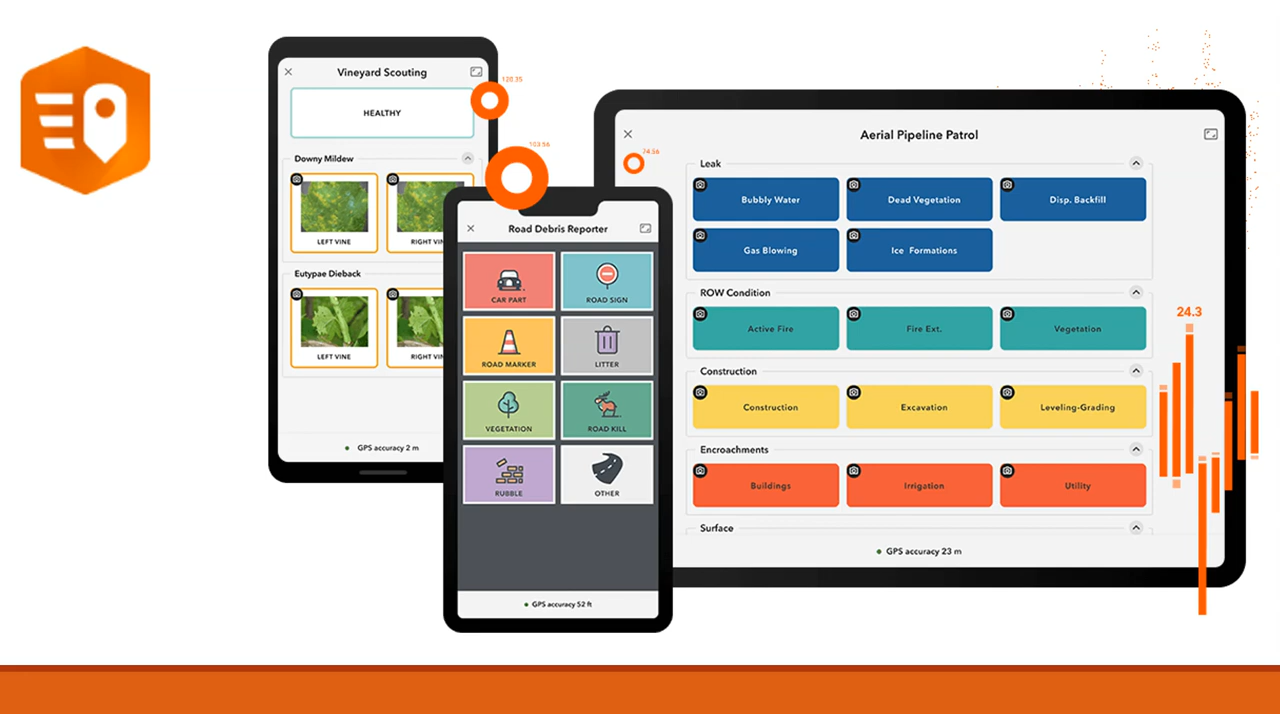 Vineyard Scouting
120.35
HEALTHY
Downy Mildew
LEFT VINE
RIGHT VIN
Eutypae Dieback
LEFT VINE
RIGHT VIN
GPS accuracy 2 m
103.56
Road Debris Reporter
CAR PART
ROAD SIGN
ROAD MARKER
LITTER
VEGETATION
ROAD KILL
RUBBLE
OTHER
GPS accuracy 52 ft
Aerial Pipeline Patrol
74.56
Leak
Bubbly Water
Dead Vegetation
Disp. Backfill
Gas Blowing
Ice Formations
ROW Condition
Active Fire
Fire Ext.
Vegetation
24.3
Construction
Construction
Excavation
Leveling-Grading
Encroachments
Buildings
Irrigation
Utility
Surface
GPS accuracy 23 m